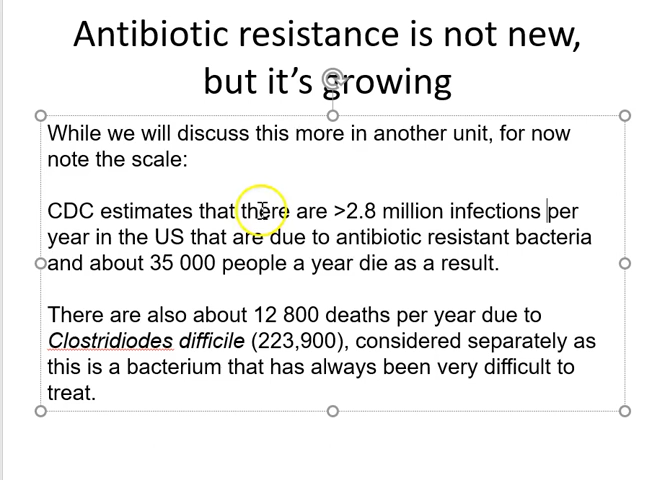 Antibiotic resistance is not new,
but it’s growing
While we will discuss this more in another unit, for now
note the scale:
CDC estimates that there are >2.8 million infections per
year in the US that are due to antibiotic resistant bacteria
and about 35 000 people a year die as a result.
There are also about 12 800 deaths per year due to
Clostridiodes difficile (223,900), considered separately as
this is a bacterium that has always been very difficult to
treat.